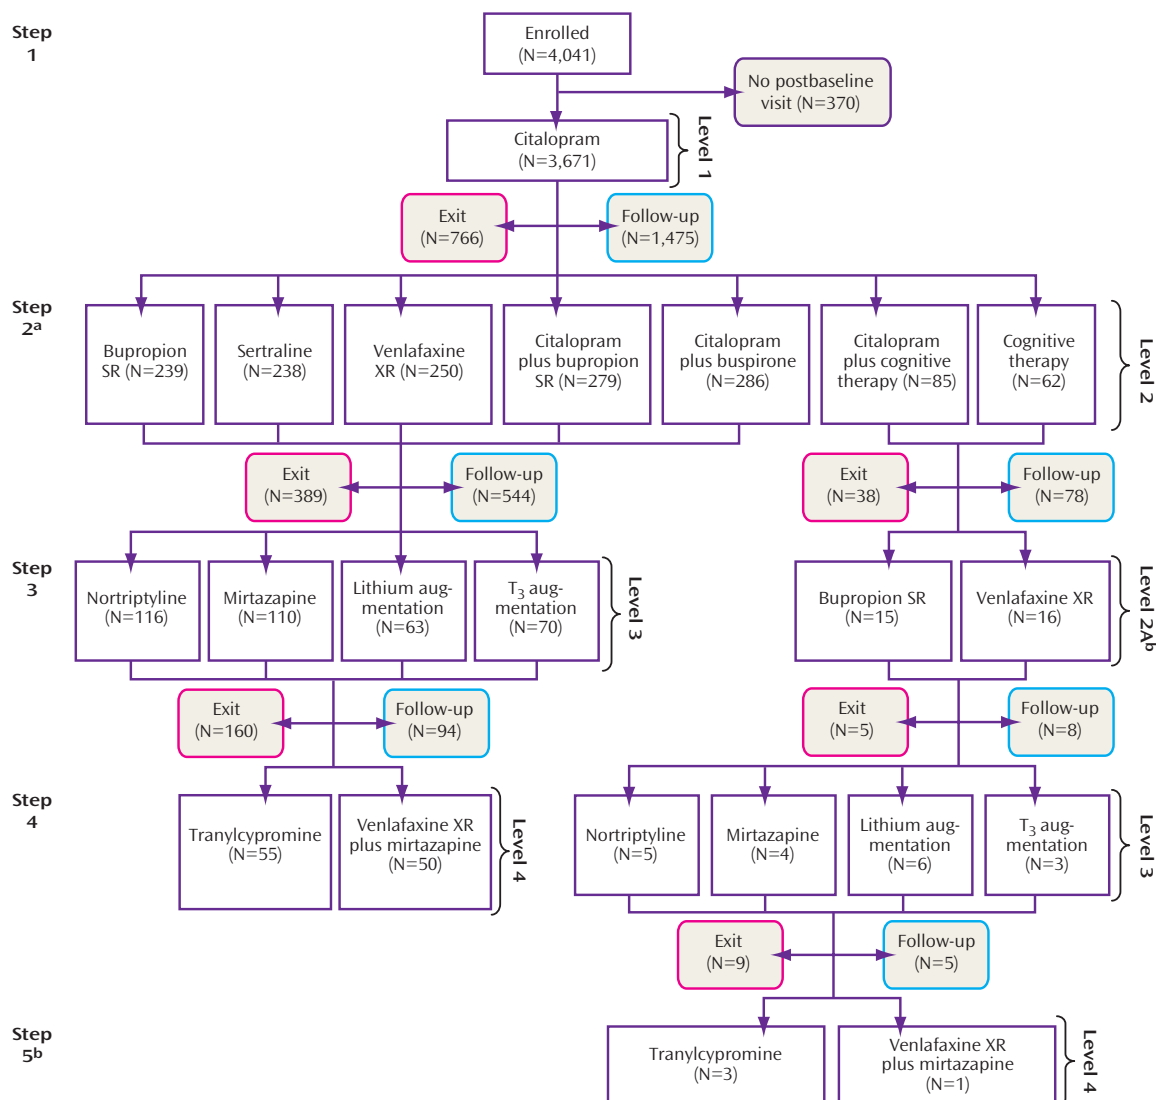 Step
1
Enrolled
(N=4,041)
No postbaseline
visit (N=370)
Citalopram
(N=3,671)
Level 1
Exit
(N=766)
Follow-up
(N=1,475)
Step
2a
Bupropion
SR (N=239)
Sertraline
(N=238)
Venlafaxine
XR (N=250)
Citalopram
plus bupropion
SR (N=279)
Citalopram
plus buspirone
(N=286)
Citalopram
plus cognitive
therapy (N=85)
Cognitive
therapy
(N=62)
Level 2
Exit
(N=389)
Follow-up
(N=544)
Exit
(N=38)
Follow-up
(N=78)
Step
3
Nortriptyline
(N=116)
Mirtazapine
(N=110)
Lithium aug-
mentation
(N=63)
T3 aug-
mentation
(N=70)
Level 3
Bupropion SR
(N=15)
Venlafaxine XR
(N=16)
Level 2Ab
Exit
(N=160)
Follow-up
(N=94)
Exit
(N=5)
Follow-up
(N=8)
Step
4
Tranylcypromine
(N=55)
Venlafaxine XR
plus mirtazapine
(N=50)
Level 4
Nortriptyline
(N=5)
Mirtazapine
(N=4)
Lithium aug-
mentation
(N=6)
T3 aug-
mentation
(N=3)
Level 3
Exit
(N=9)
Follow-up
(N=5)
Step
5b
Tranylcypromine
(N=3)
Venlafaxine XR
plus mirtazapine
(N=1)
Level 4